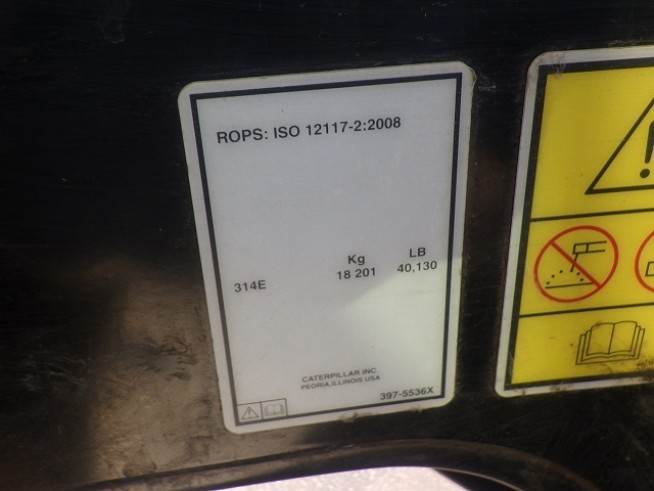 ROPS: ISO 12117-2:2008
Kg LB
314E 18 201 40,130
CATERPILLAR INC.
PEORIA,ILLINOIS USA
397-5536X
!